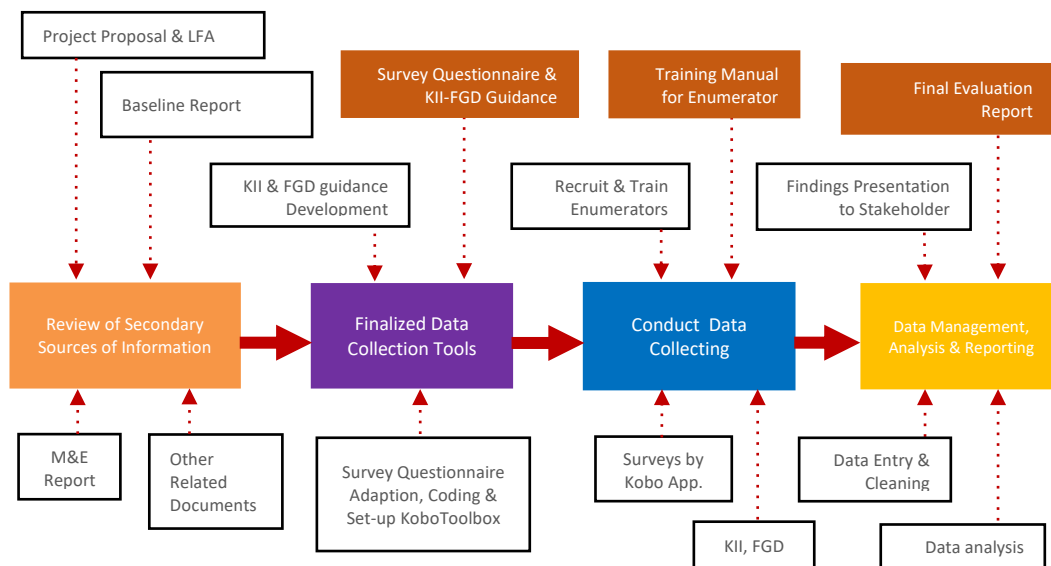 Project Proposal & LFA
Baseline Report
Survey Questionnaire &
KII-FGD Guidance
Training Manual
for Enumerator
Final Evaluation
Report
KII & FGD guidance
Development
Recruit & Train
Enumerators
Findings Presentation
to Stakeholder
Review of Secondary
Sources of Information
Finalized Data
Collection Tools
Conduct Data
Collecting
Data Management,
Analysis & Reporting
M&E
Report
Other
Related
Documents
Survey Questionnaire
Adaption, Coding &
Set-up KoboToolbox
Surveys by
Kobo App.
KII, FGD
Data Entry &
Cleaning
Data analysis